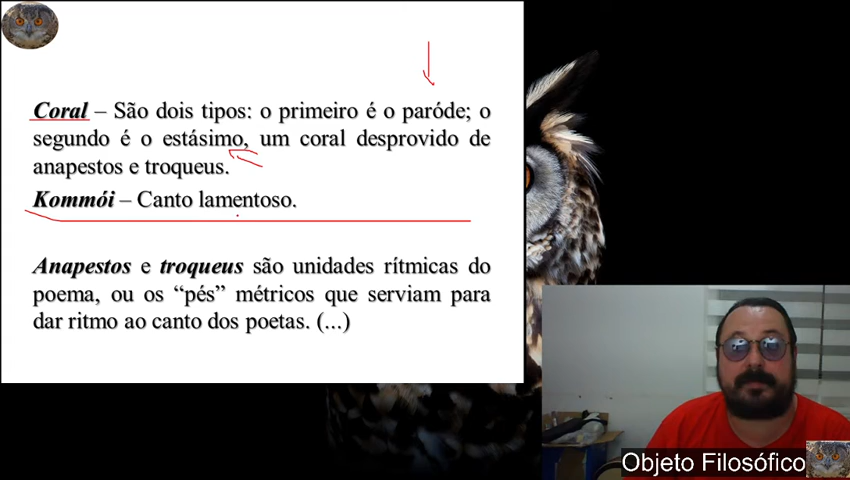 Coral – São dois tipos: o primeiro é o paróde; o
segundo é o estásimo, um coral desprovido de
anapestos e troqueus.
Kommói – Canto lamentoso.
Anapestos e troqueus são unidades rítmicas do
poema, ou os “pés” métricos que serviam para
dar ritmo ao canto dos poetas. (...)
Objeto Filosófico